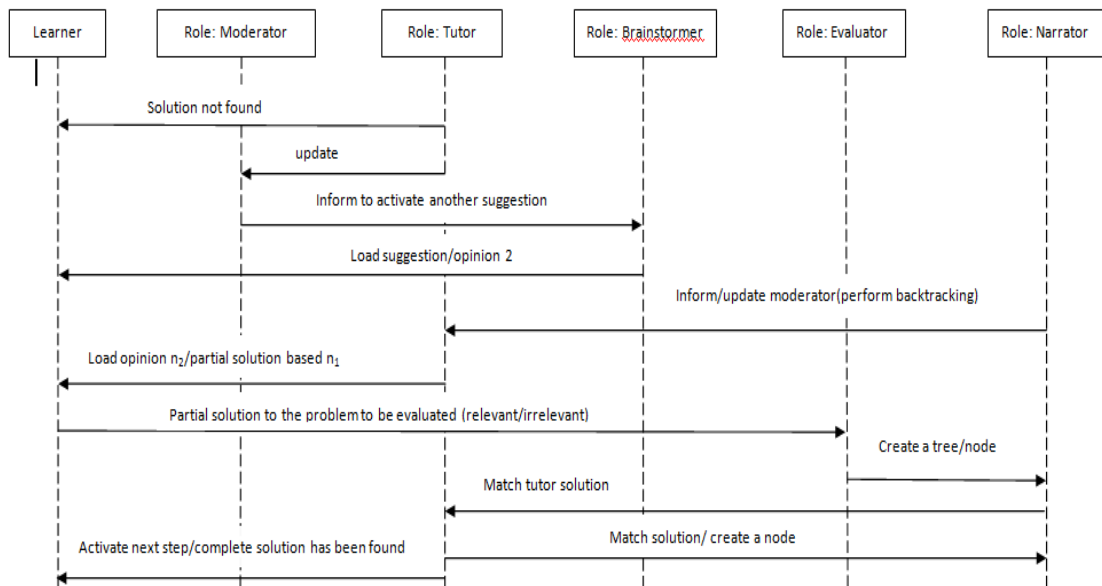 Learner
Role: Moderator
Role: Tutor
Role: Brainstormer
Role: Evaluator
Role: Narrator
Solution not found
update
Inform to activate another suggestion
Load suggestion/opinion 2
Inform/update moderator(perform backtracking)
Load opinion n₂/partial solution based n₁
Partial solution to the problem to be evaluated (relevant/irrelevant)
Create a tree/node
Match tutor solution
Match solution/ create a node
Activate next step/complete solution has been found